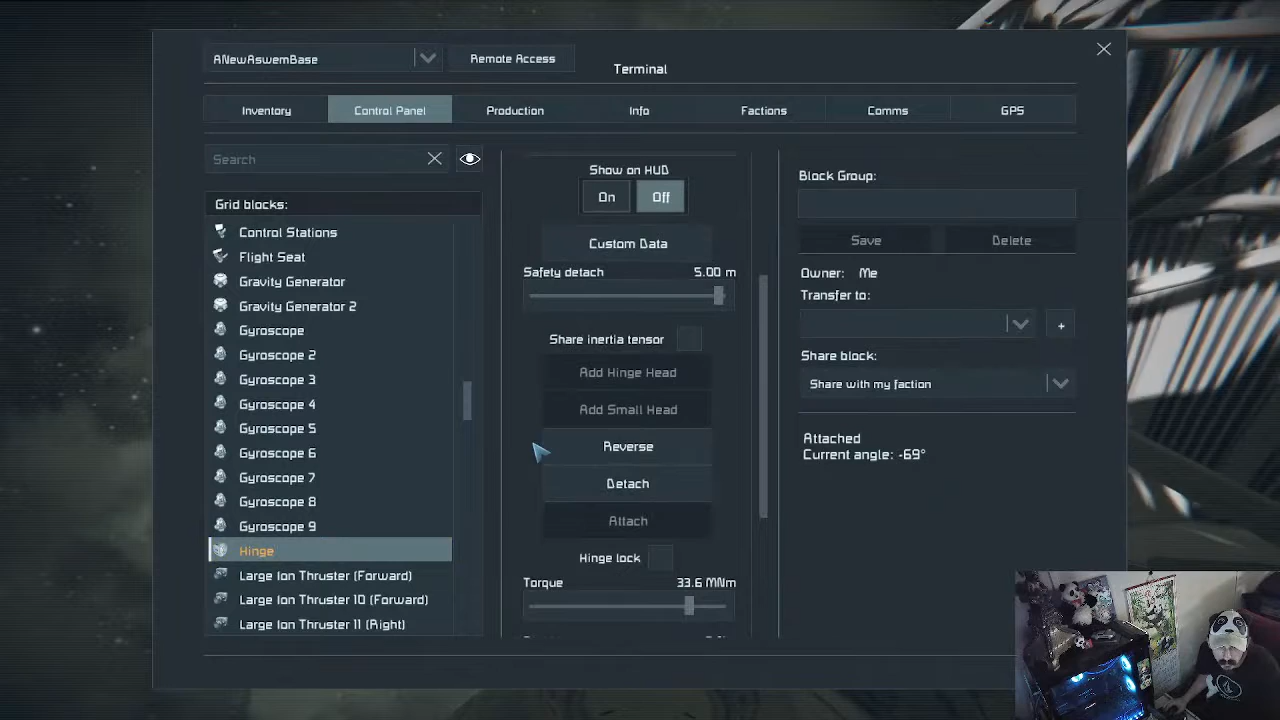 ANewAswemBase
Remote Access
Terminal
Inventory
Control Panel
Production
Info
Factions
Comms
GPS
Search
Grid blocks:
Control Stations
Flight Seat
Gravity Generator
Gravity Generator 2
Gyroscope
Gyroscope 2
Gyroscope 3
Gyroscope 4
Gyroscope 5
Gyroscope 6
Gyroscope 7
Gyroscope 8
Gyroscope 9
Hinge
Large Ion Thruster (Forward)
Large Ion Thruster 10 (Forward)
Large Ion Thruster 11 (Right)
Show on HUD
On
Off
Custom Data
Safety detach 5.00 m
Share inertia tensor
Add Hinge Head
Add Small Head
Reverse
Detach
Attach
Hinge lock
Torque 33.6 MNm
Block Group:
Save
Delete
Owner: Me
Transfer to:
+
Share block:
Share with my faction
Attached
Current angle: -69°